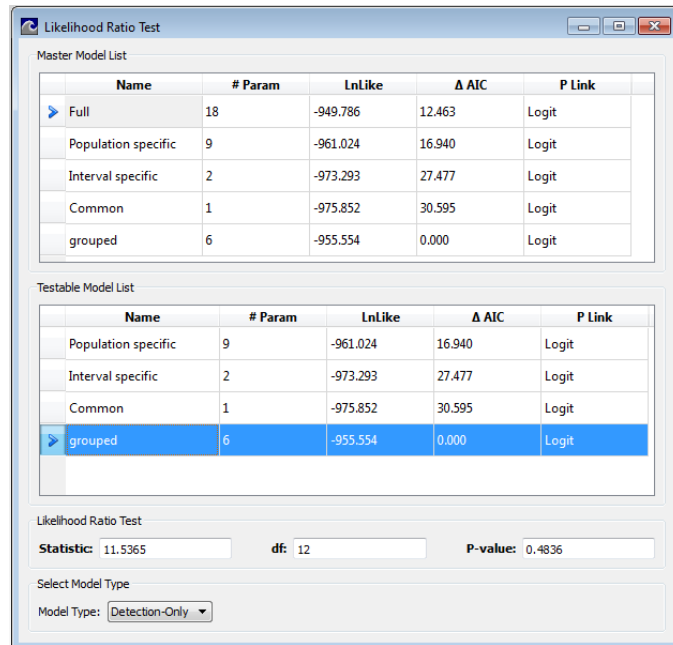 Likelihood Ratio Test
Master Model List
Name # Param LnLike Δ AIC P Link
Full 18 -949.786 12.463 Logit
Population specific 9 -961.024 16.940 Logit
Interval specific 2 -973.293 27.477 Logit
Common 1 -975.852 30.595 Logit
grouped 6 -955.554 0.000 Logit
Testable Model List
Name # Param LnLike Δ AIC P Link
Population specific 9 -961.024 16.940 Logit
Interval specific 2 -973.293 27.477 Logit
Common 1 -975.852 30.595 Logit
grouped 6 -955.554 0.000 Logit
Likelihood Ratio Test
Statistic: 11.5365 df: 12 P-value: 0.4836
Select Model Type
Model Type: Detection-Only